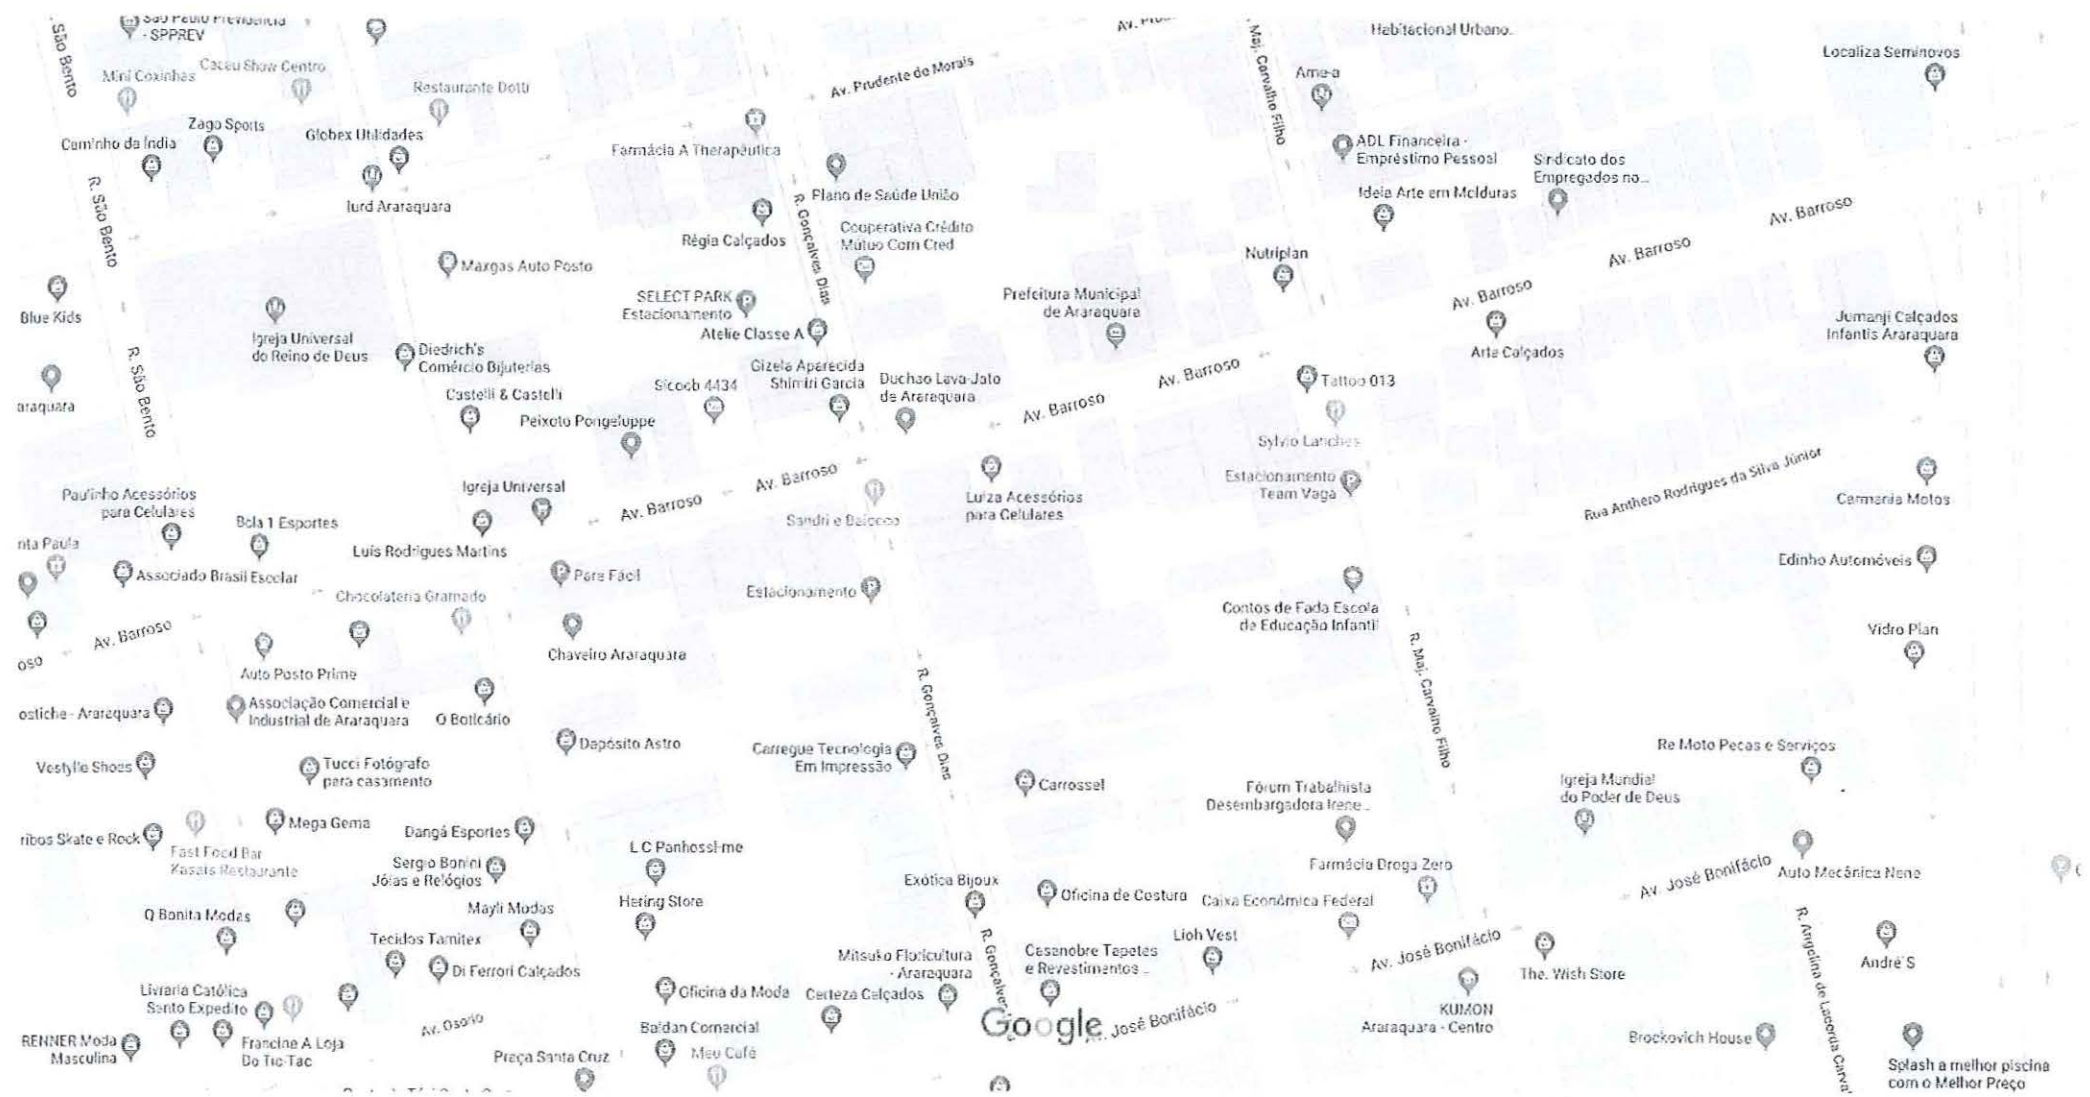 São Paulo Previdência
- SPPREV
São Bento
Mini Coxinhas
Cacau Show Centro
Restaurante Dotti
Av. Prudente de Morais
Maj. Carvalho Filho
Habitacional Urbano...
Localiza Seminovos
Ame-a
Caminho da Índia
Zago Sports
Globex Utilidades
Iurd Araraquara
Farmácia A Therapêutica
Plano de Saúde União
ADL Financeira -
Empréstimo Pessoal
Sindicato dos
Empregados no...
Ideia Arte em Molduras
R. São Bento
R. Gonçalves Dias
Régia Calçados
Cooperativa Crédito
Mútuo Com Cred
Av. Barroso
Av. Barroso
Nutriplan
Maxgas Auto Posto
Blue Kids
SELECT PARK
Estacionamento
Prefeitura Municipal
de Araraquara
Av. Barroso
Igreja Universal
do Reino de Deus
Atelie Classe A
Jumanji Calçados
Infantis Araraquara
Arte Calçados
R. São Bento
Diedrich's
Comércio Bijuterias
Castelli & Castelli
Sicoob 4434
Gizela Aparecida
Shimiri Garcia
Duchao Lava-Jato
de Araraquara
Av. Barroso
Av. Barroso
Tattoo 013
araquara
Peixoto Pongeluppe
Sylvio Lanches
Av. Barroso
Av. Barroso
Estacionamento
Team Vaga
Rua Anthero Rodrigues da Silva Júnior
Paulinho Acessórios
para Celulares
Igreja Universal
Luiza Acessórios
para Celulares
Carmania Motos
Bola 1 Esportes
Sandri e
Luis Rodrigues Martins
nta Paula
Associado Brasil Escolar
Para Fácil
Estacionamento
Edinho Automóveis
Chocolateria Gramado
Contos de Fada Escola
de Educação Infantil
Av. Barroso
oso
Vidro Plan
Chaveiro Araraquara
Auto Posto Prime
R. Maj. Carvalho Filho
R. Gonçalves Dias
ostiche - Araraquara
Associação Comercial e
Industrial de Araraquara
O Boticário
Depósito Astro
Carregue Tecnologia
Em Impressão
Re Moto Pecas e Serviços
Vestylle Shoes
Tucci Fotógrafo
para casamento
Carrossel
Fórum Trabalhista
Desembargadora Irene...
Igreja Mundial
do Poder de Deus
ribos Skate e Rock
Mega Gema
Dangá Esportes
Fast Food Bar
Kasais Restaurante
Sergio Bonini
Jóias e Relógios
L C Panhossi-me
Farmácia Droga Zero
Av. José Bonifácio
Auto Mecânica Nene
Exótica Bijoux
Oficina de Costura
Caixa Econômica Federal
Q Bonita Modas
Mayli Modas
Hering Store
R. Gonçalves
Tecidos Tamitex
Di Ferrori Calçados
Mitsuko Floricultura
- Araraquara
Casanobre Tapetes
e Revestimentos...
Lioh Vest
Av. José Bonifácio
The. Wish Store
André´S
R. Angelina de Lacorda Carva
Livraria Católica
Santo Expedito
Oficina da Moda
Certeza Calçados
Google
José Bonifácio
KUMON
Araraquara - Centro
Av. Osório
RENNER Moda
Masculina
Francine A Loja
Do Tic-Tac
Praça Santa Cruz
Baldan Comercial
Meu Café
Brockovich House
Splash a melhor piscina
com o Melhor Preço